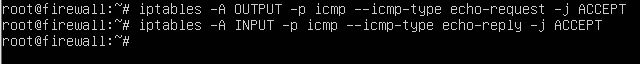 root@firewall:~# iptables -A OUTPUT -p icmp --icmp-type echo-request -j ACCEPT
root@firewall:~# iptables -A INPUT -p icmp --icmp-type echo-reply -j ACCEPT
root@firewall:~#